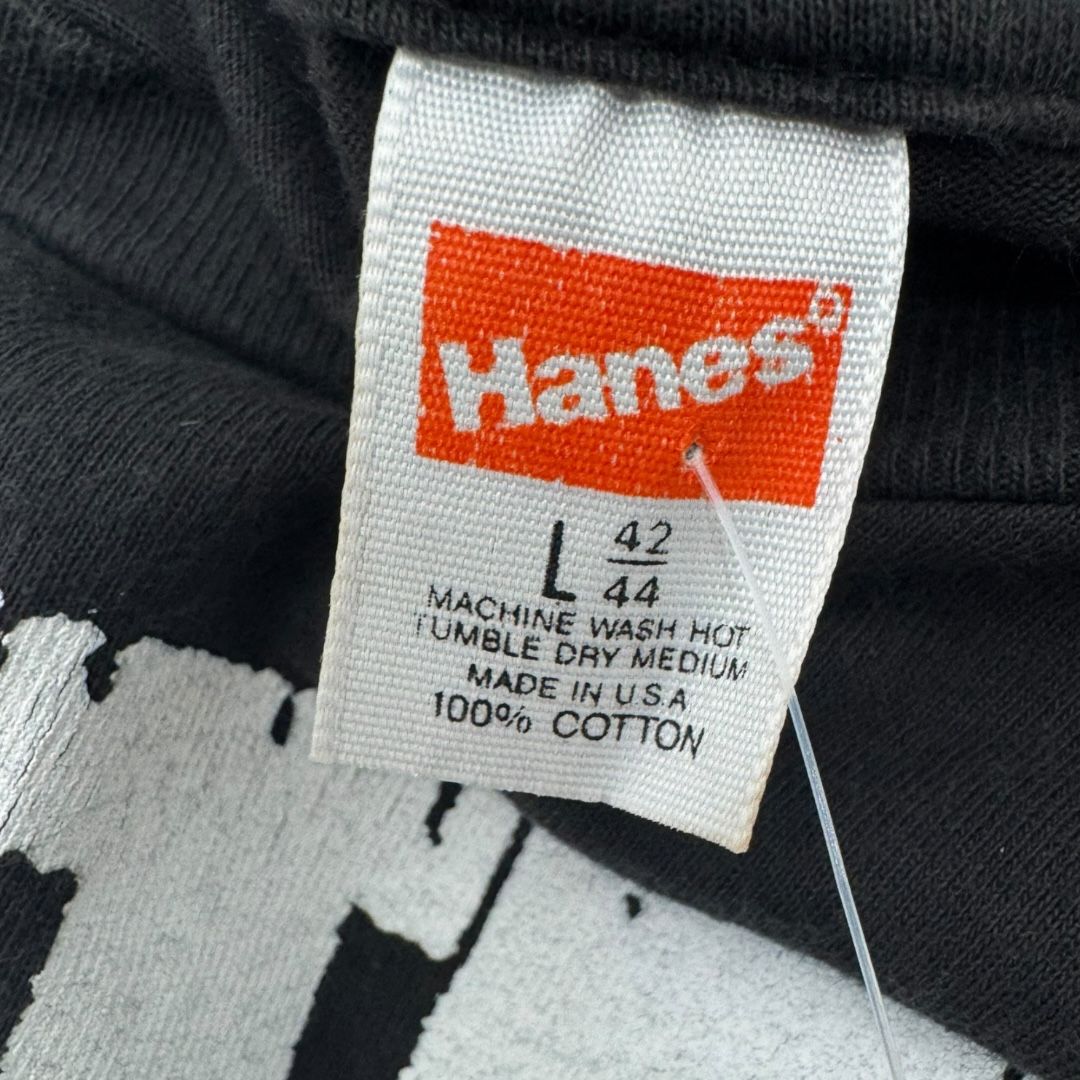 Hanes®
L 42/44
MACHINE WASH HOT
TUMBLE DRY MEDIUM
MADE IN U.S.A
100% COTTON